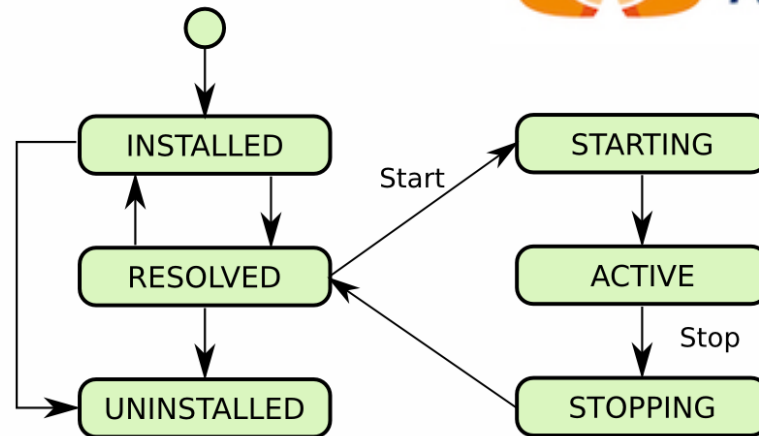 INSTALLED
STARTING
Start
RESOLVED
ACTIVE
Stop
UNINSTALLED
STOPPING